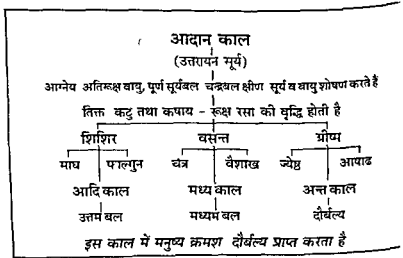 आदान काल
(उत्तरायन सूर्य)
आग्नेय अतिरूक्ष वायु, पूर्ण सूर्यबल चन्द्रबल क्षीण सूर्य व वायु शोषण करते हैं
तिक्त कटु तथा कषाय - रूक्ष रसा की वृद्धि होती है
शिशिर वसन्त ग्रीष्म
माघ फाल्गुन चैत्र वैशाख ज्येष्ठ आषाढ
आदि काल मध्य काल अन्त काल
उत्तम बल मध्यम बल दौर्बल्य
इस काल में मनुष्य क्रमश दौर्बल्य प्राप्त करता है